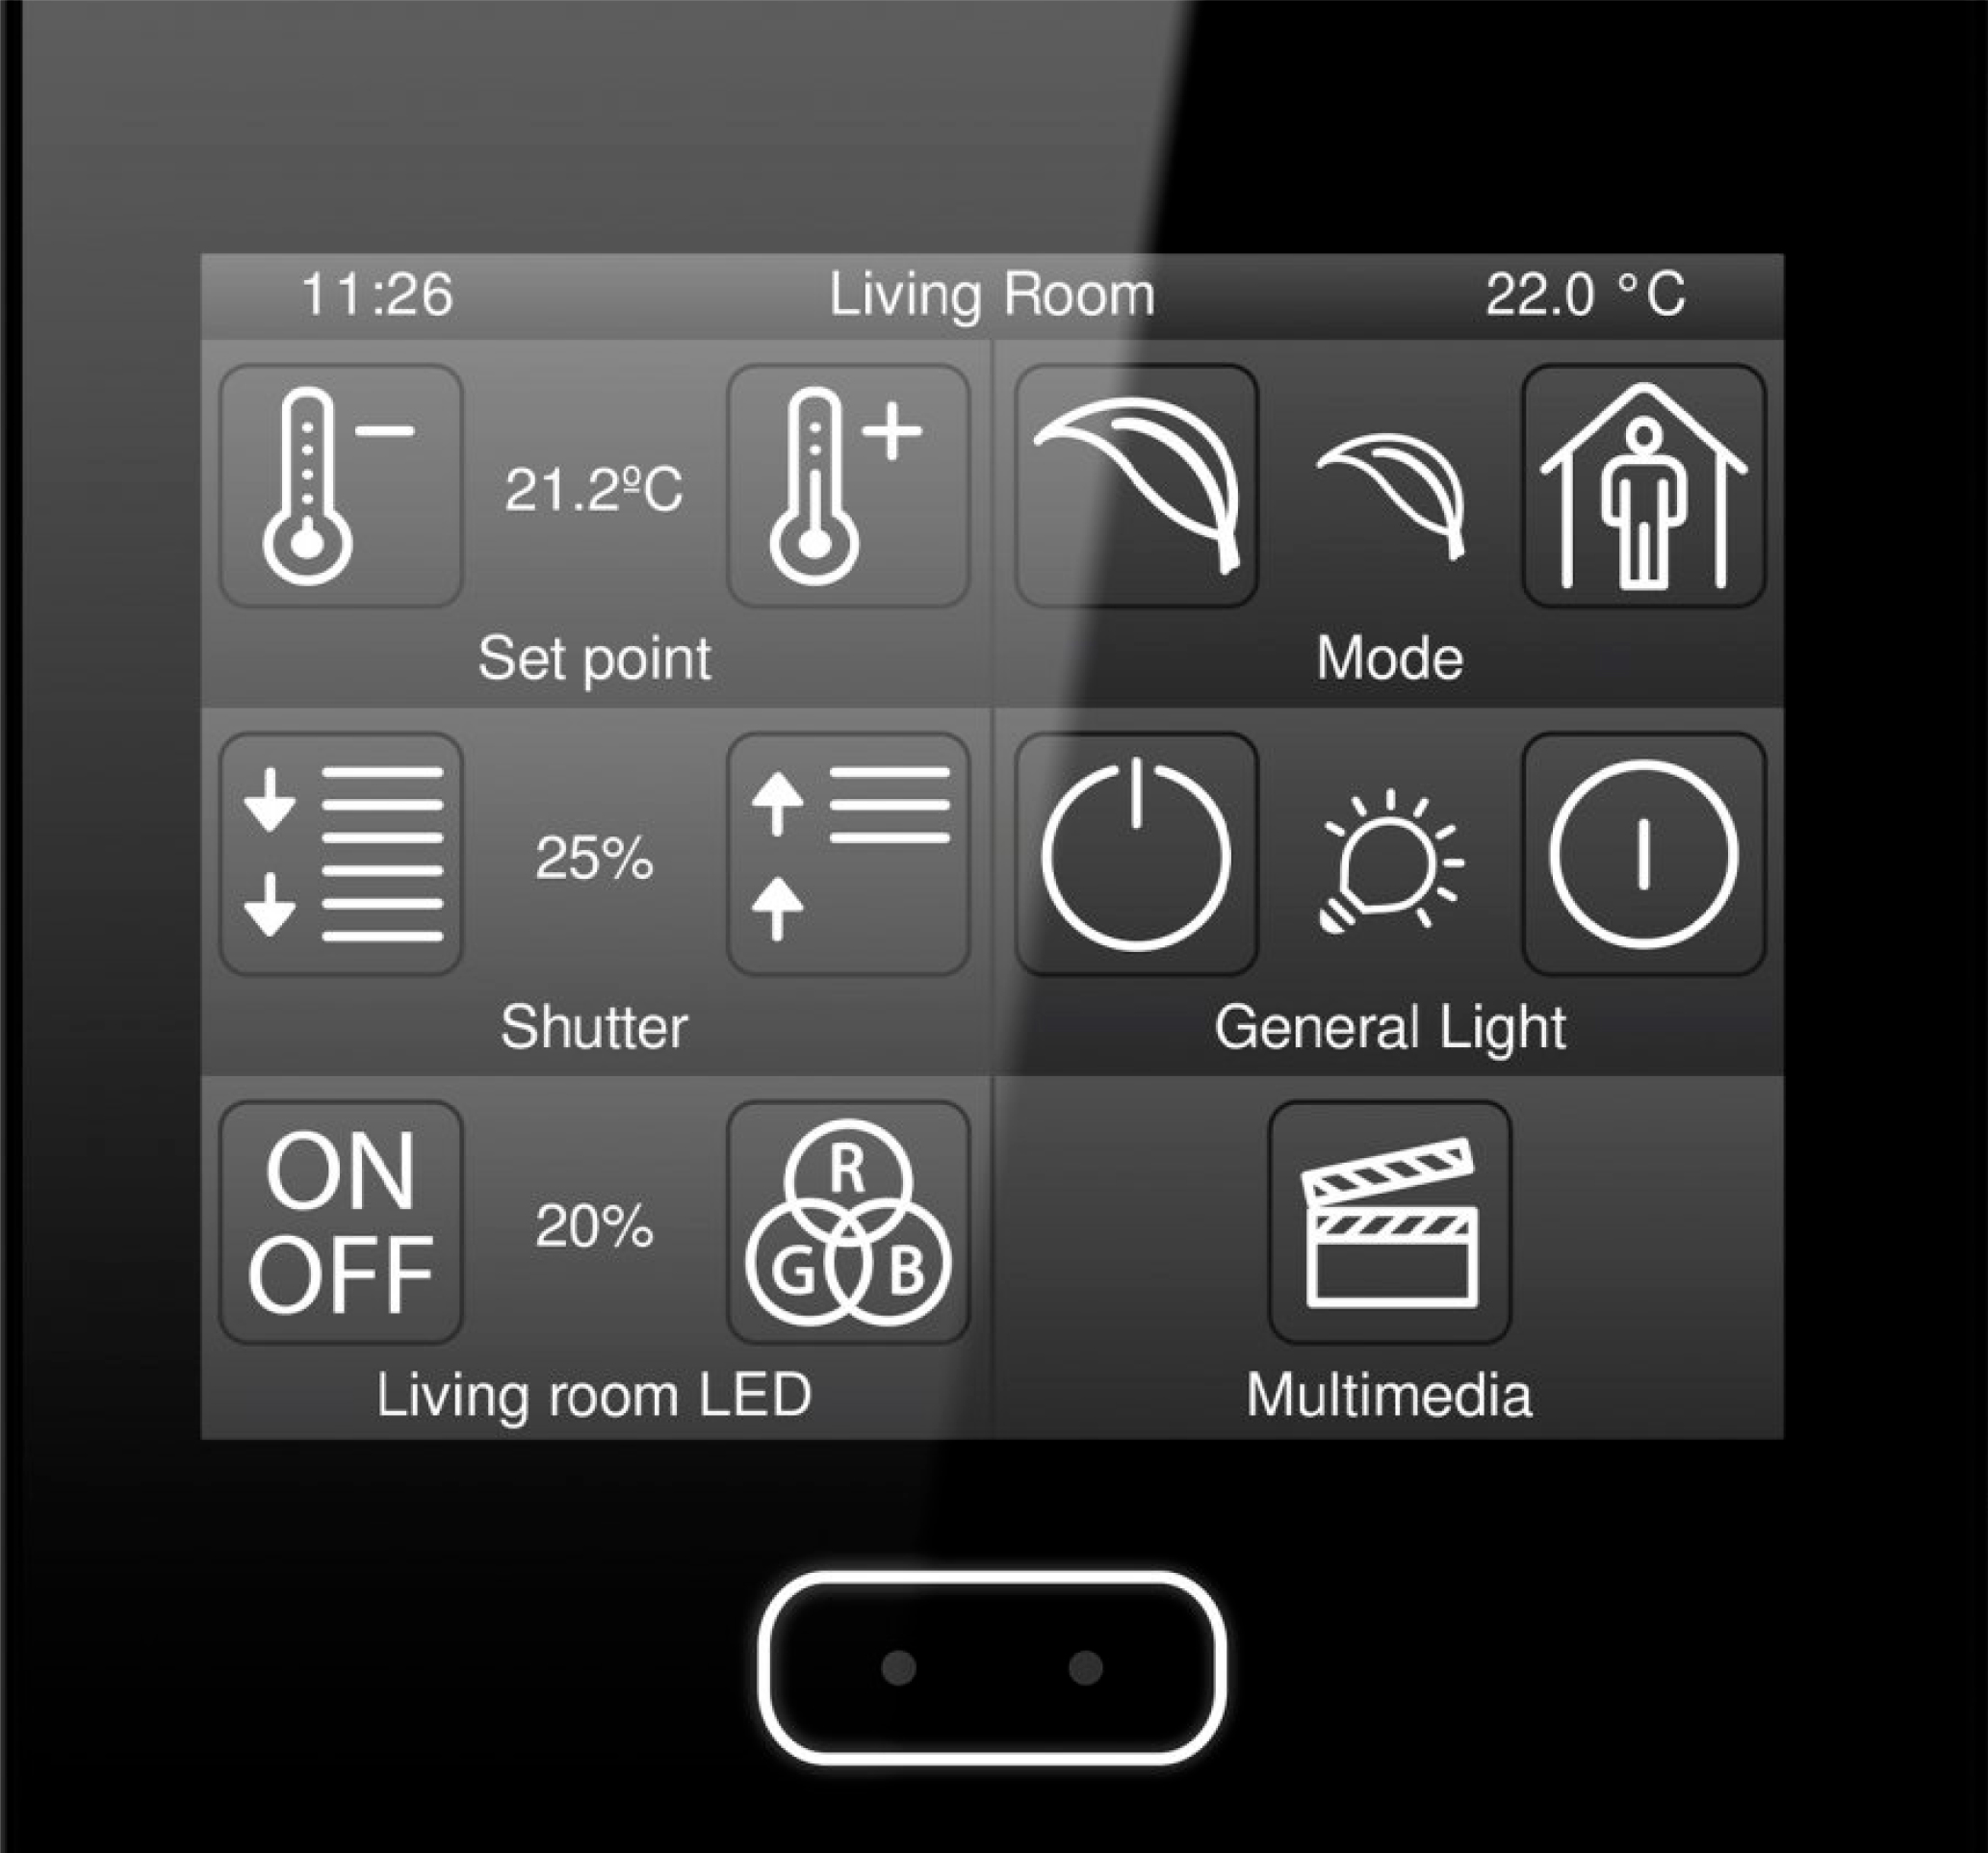 11:26 Living Room 22.0 °C
21.2ºC
Set point
Mode
25%
Shutter
General Light
ON
OFF
20%
R
G B
Living room LED
Multimedia